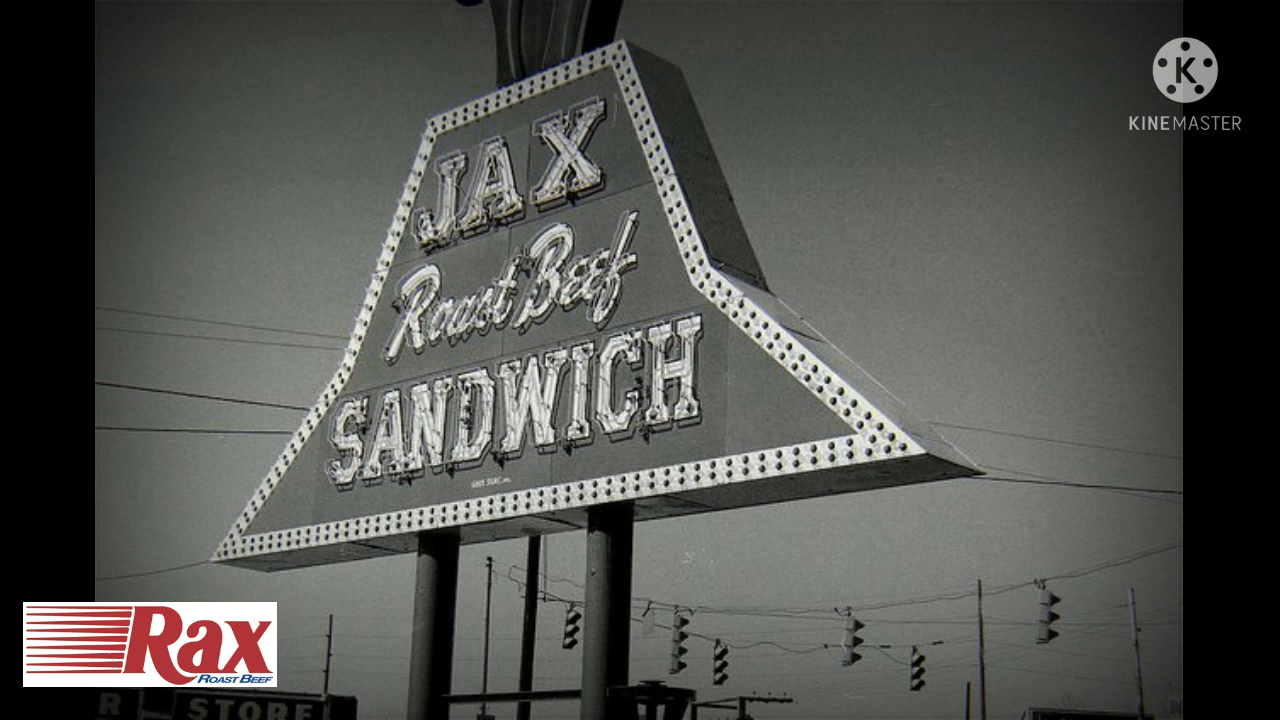 JAX
Roast Beef
SANDWICH
KINEMASTER
Rax
ROAST BEEF
R
STORE